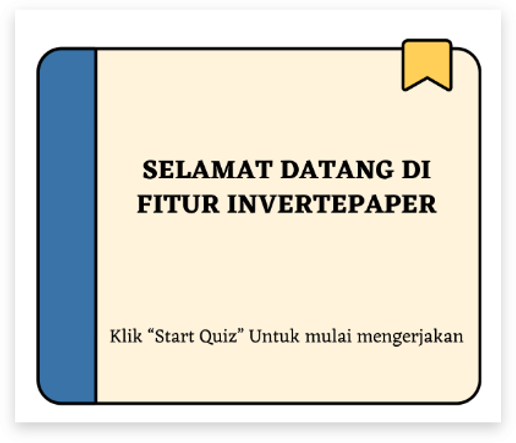 SELAMAT DATANG DI
FITUR INVERTEPAPER
Klik “Start Quiz” Untuk mulai mengerjakan